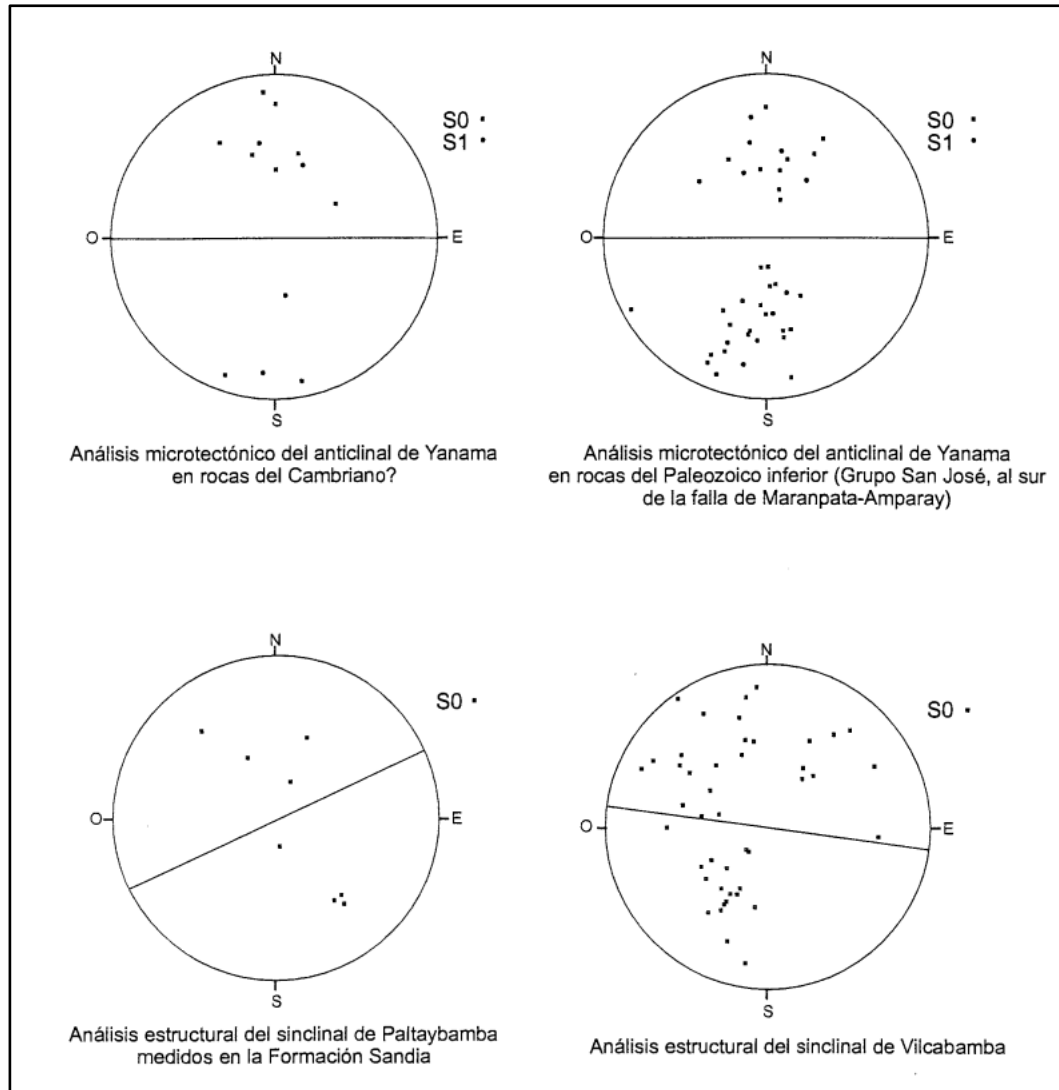 N
S0
S1
O
E
S
Análisis microtectónico del anticlinal de Yanama
en rocas del Cambriano?
N
S0
S1
O
E
S
Análisis microtectónico del anticlinal de Yanama
en rocas del Paleozoico inferior (Grupo San José, al sur
de la falla de Maranpata-Amparay)
N
S0
O
E
S
Análisis estructural del sinclinal de Paltaybamba
medidos en la Formación Sandia
N
S0
O
E
S
Análisis estructural del sinclinal de Vilcabamba